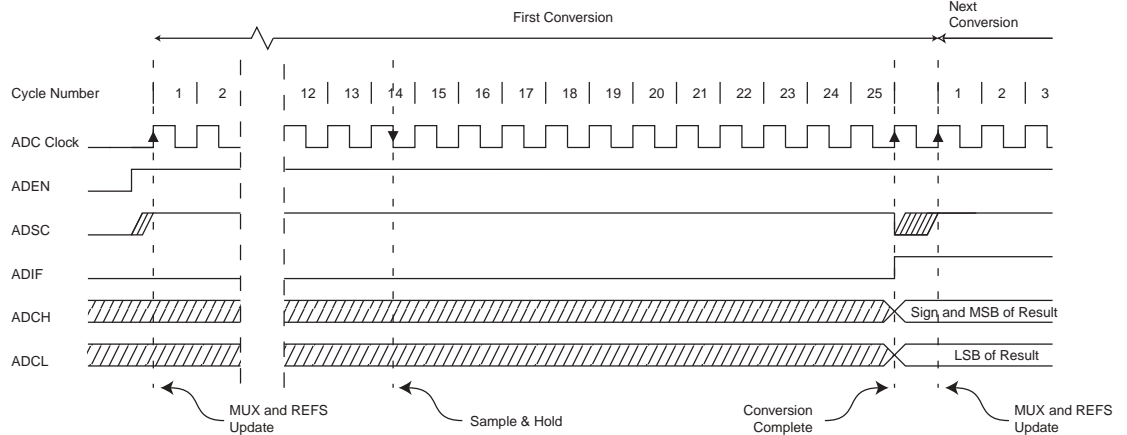 First Conversion
Next
Conversion
Cycle Number 1 2 12 13 14 15 16 17 18 19 20 21 22 23 24 25 1 2 3
ADC Clock
ADEN
ADSC
ADIF
ADCH Sign and MSB of Result
ADCL LSB of Result
MUX and REFS
Update
Sample & Hold
Conversion
Complete
MUX and REFS
Update